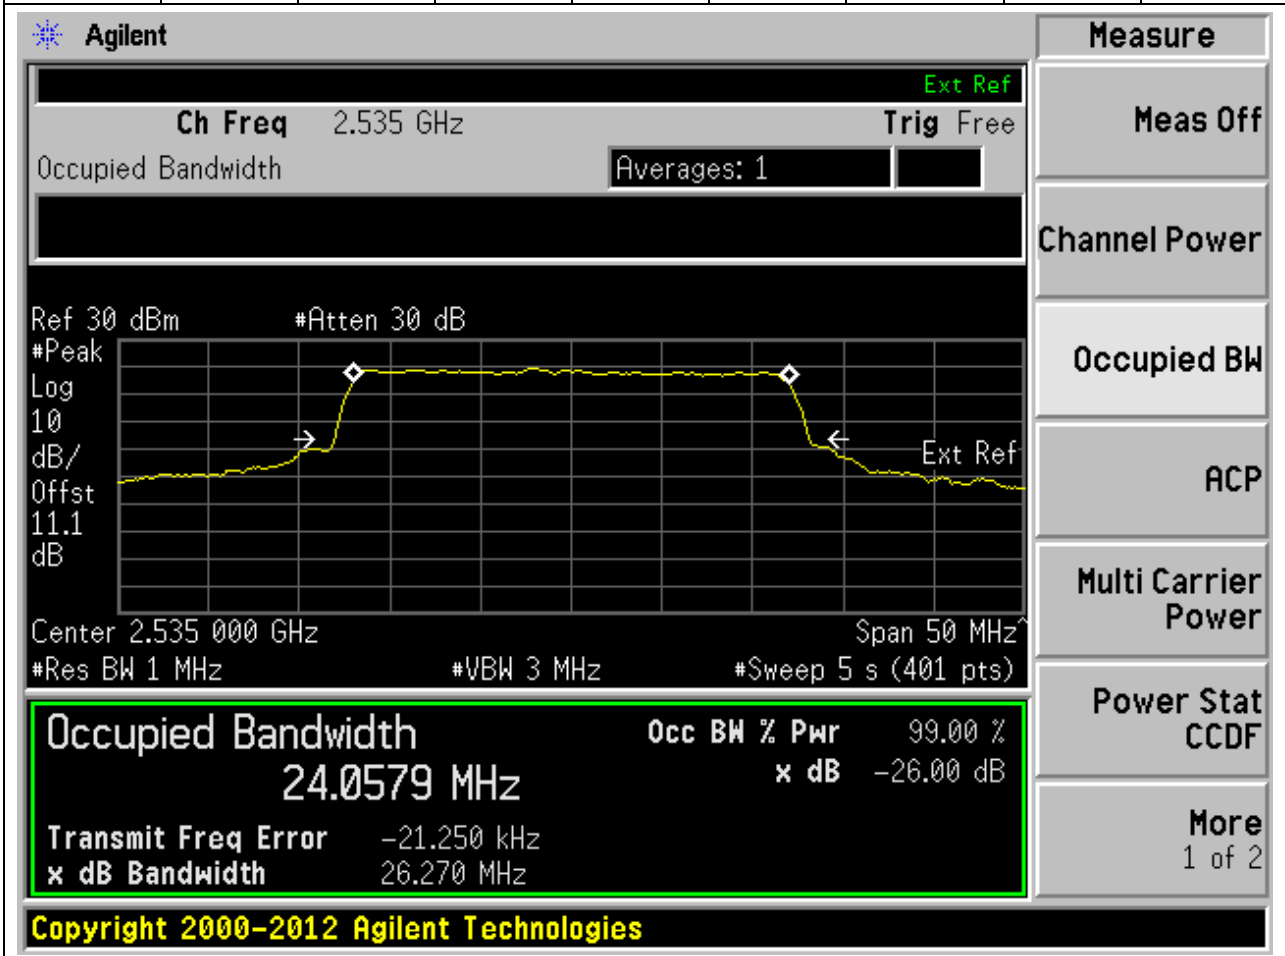 Agilent
Measure
Ext Ref
Ch Freq 2.535 GHz Trig Free
Meas Off
Occupied Bandwidth Averages: 1
Channel Power
Ref 30 dBm #Atten 30 dB
#Peak
Log
10
dB/
Offst
11.1
dB
Ext Ref
Occupied BW
ACP
Center 2.535 000 GHz Span 50 MHz^
#Res BW 1 MHz #VBW 3 MHz #Sweep 5 s (401 pts)
Multi Carrier
Power
Occupied Bandwidth Occ BW % Pwr 99.00 %
24.0579 MHz x dB -26.00 dB
Transmit Freq Error -21.250 kHz
x dB Bandwidth 26.270 MHz
Power Stat
CCDF
More
1 of 2
Copyright 2000-2012 Agilent Technologies